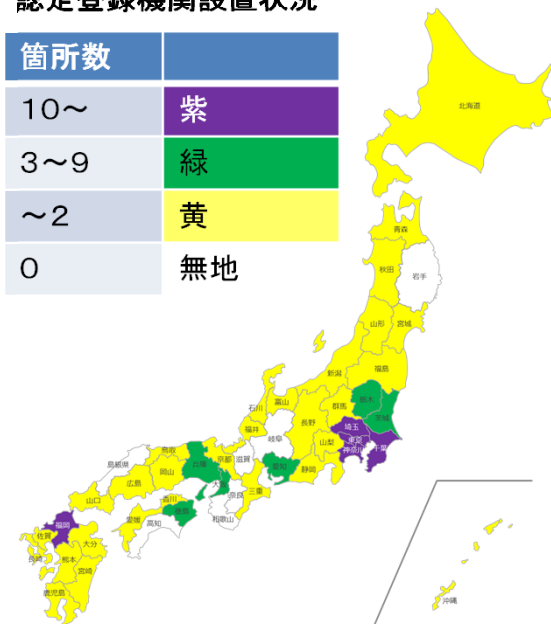 認定登録機関設置状況
箇所数
10～ 紫
3～9 緑
～2 黄
0 無地
北海道
青森
秋田
岩手
山形
宮城
新潟
福島
石川
富山
群馬
栃木
茨城
福井
長野
埼玉
岐阜
山梨
東京
千葉
神奈川
鳥取
京都
滋賀
愛知
静岡
島根県
兵庫
岡山
大阪
三重
広島
奈良
山口
香川
徳島
和歌山
愛媛
高知
福岡
佐賀
大分
長崎
熊本
宮崎
鹿児島
沖縄